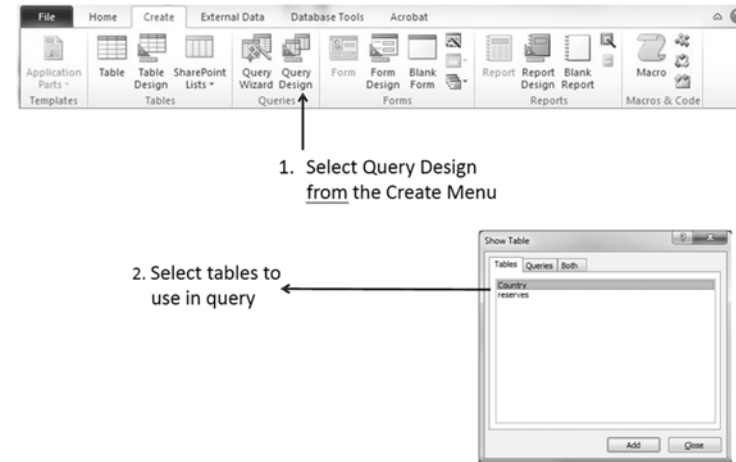 File Home Create External Data Database Tools Acrobat
Application Parts Table Table Design SharePoint Lists Query Wizard Query Design Form Form Design Blank Form Report Report Design Blank Report Macro
Templates Tables Queries Forms Reports Macros & Code
1. Select Query Design
from the Create Menu
Show Table
Tables Queries Both
Country
reserves
2. Select tables to
use in query
Add Close